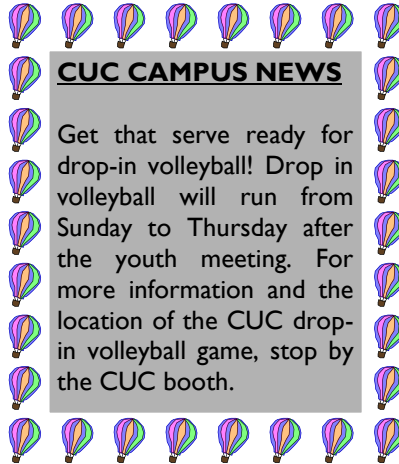 CUC CAMPUS NEWS
Get that serve ready for
drop-in volleyball! Drop in
volleyball will run from
Sunday to Thursday after
the youth meeting. For
more information and the
location of the CUC drop-
in volleyball game, stop by
the CUC booth.